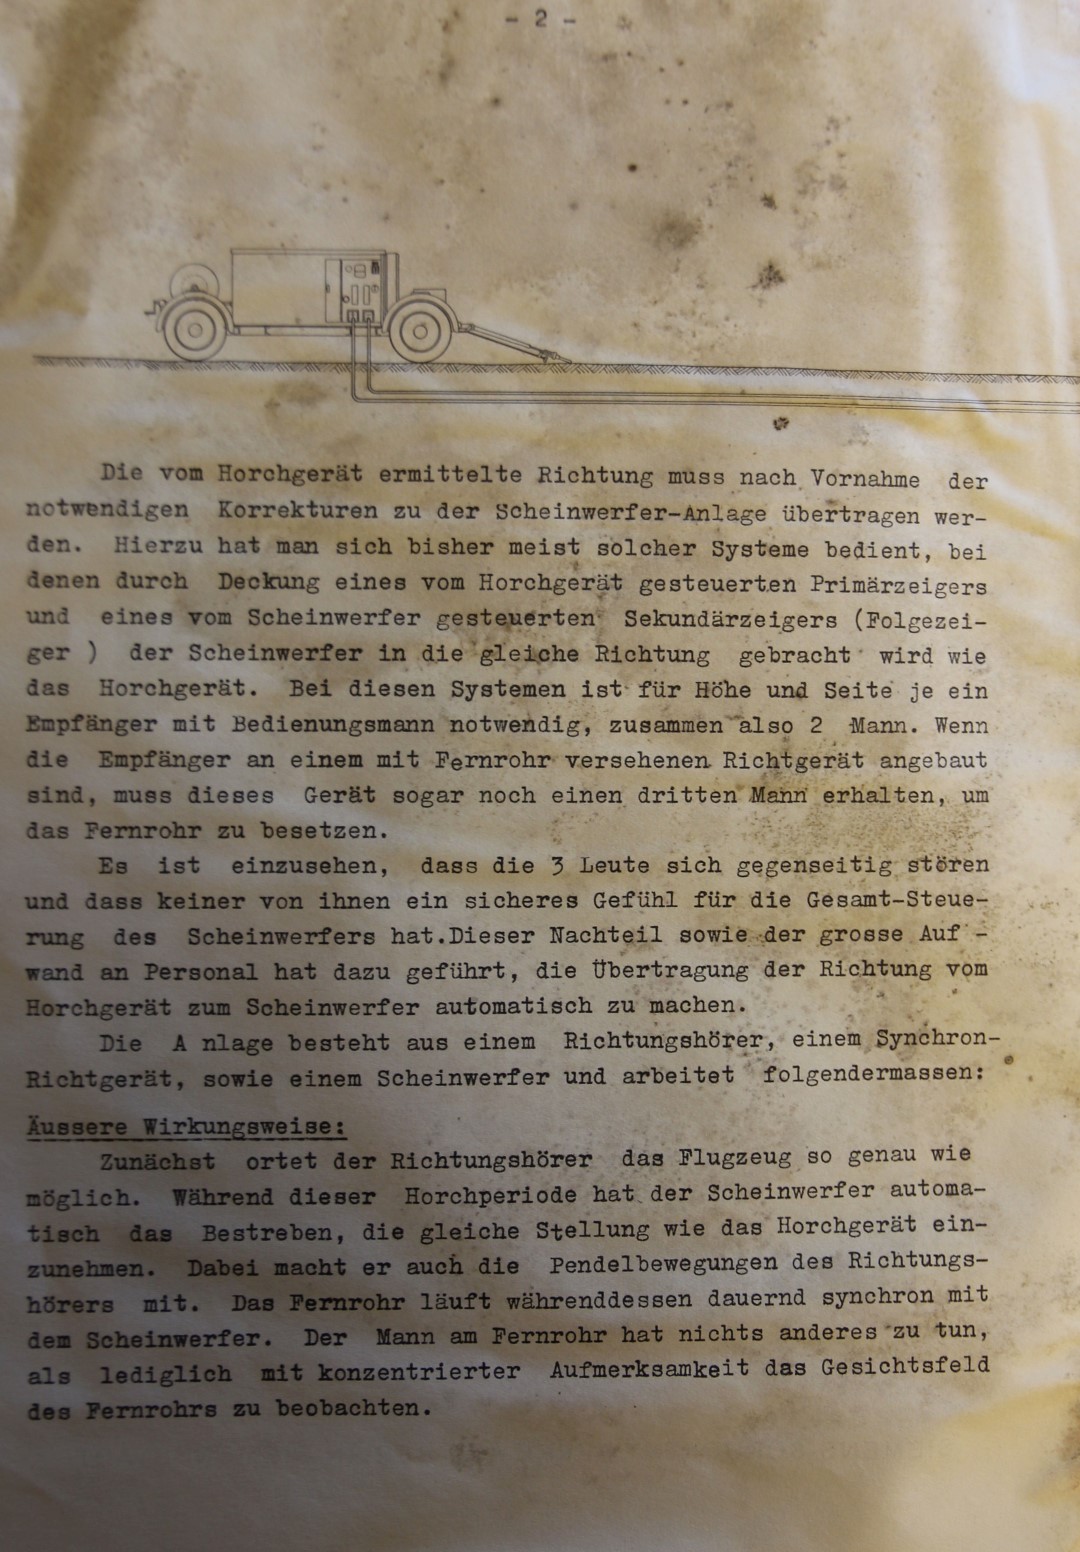 - 2 -
Die vom Horchgerät ermittelte Richtung muss nach Vornahme der
notwendigen Korrekturen zu der Scheinwerfer-Anlage übertragen wer-
den. Hierzu hat man sich bisher meist solcher Systeme bedient, bei
denen durch Deckung eines vom Horchgerät gesteuerten Primärzeigers
und eines vom Scheinwerfer gesteuerten Sekundärzeigers (Folgezei-
ger ) der Scheinwerfer in die gleiche Richtung gebracht wird wie
das Horchgerät. Bei diesen Systemen ist für Höhe und Seite je ein
Empfänger mit Bedienungsmann notwendig, zusammen also 2 Mann. Wenn
die Empfänger an einem mit Fernrohr versehenen Richtgerät angebaut
sind, muss dieses Gerät sogar noch einen dritten Mann erhalten, um
das Fernrohr zu besetzen.
Es ist einzusehen, dass die 3 Leute sich gegenseitig stören
und dass keiner von ihnen ein sicheres Gefühl für die Gesamt-Steue-
rung des Scheinwerfers hat.Dieser Nachteil sowie der grosse Auf -
wand an Personal hat dazu geführt, die Übertragung der Richtung vom
Horchgerät zum Scheinwerfer automatisch zu machen.
Die A nlage besteht aus einem Richtungshörer, einem Synchron-
Richtgerät, sowie einem Scheinwerfer und arbeitet folgendermassen:
Äussere Wirkungsweise:
Zunächst ortet der Richtungshörer das Flugzeug so genau wie
möglich. Während dieser Horchperiode hat der Scheinwerfer automa-
tisch das Bestreben, die gleiche Stellung wie das Horchgerät ein-
zunehmen. Dabei macht er auch die Pendelbewegungen des Richtungs-
hörers mit. Das Fernrohr läuft währenddessen dauernd synchron mit
dem Scheinwerfer. Der Mann am Fernrohr hat nichts anderes zu tun,
als lediglich mit konzentrierter Aufmerksamkeit das Gesichtsfeld
des Fernrohrs zu beobachten.